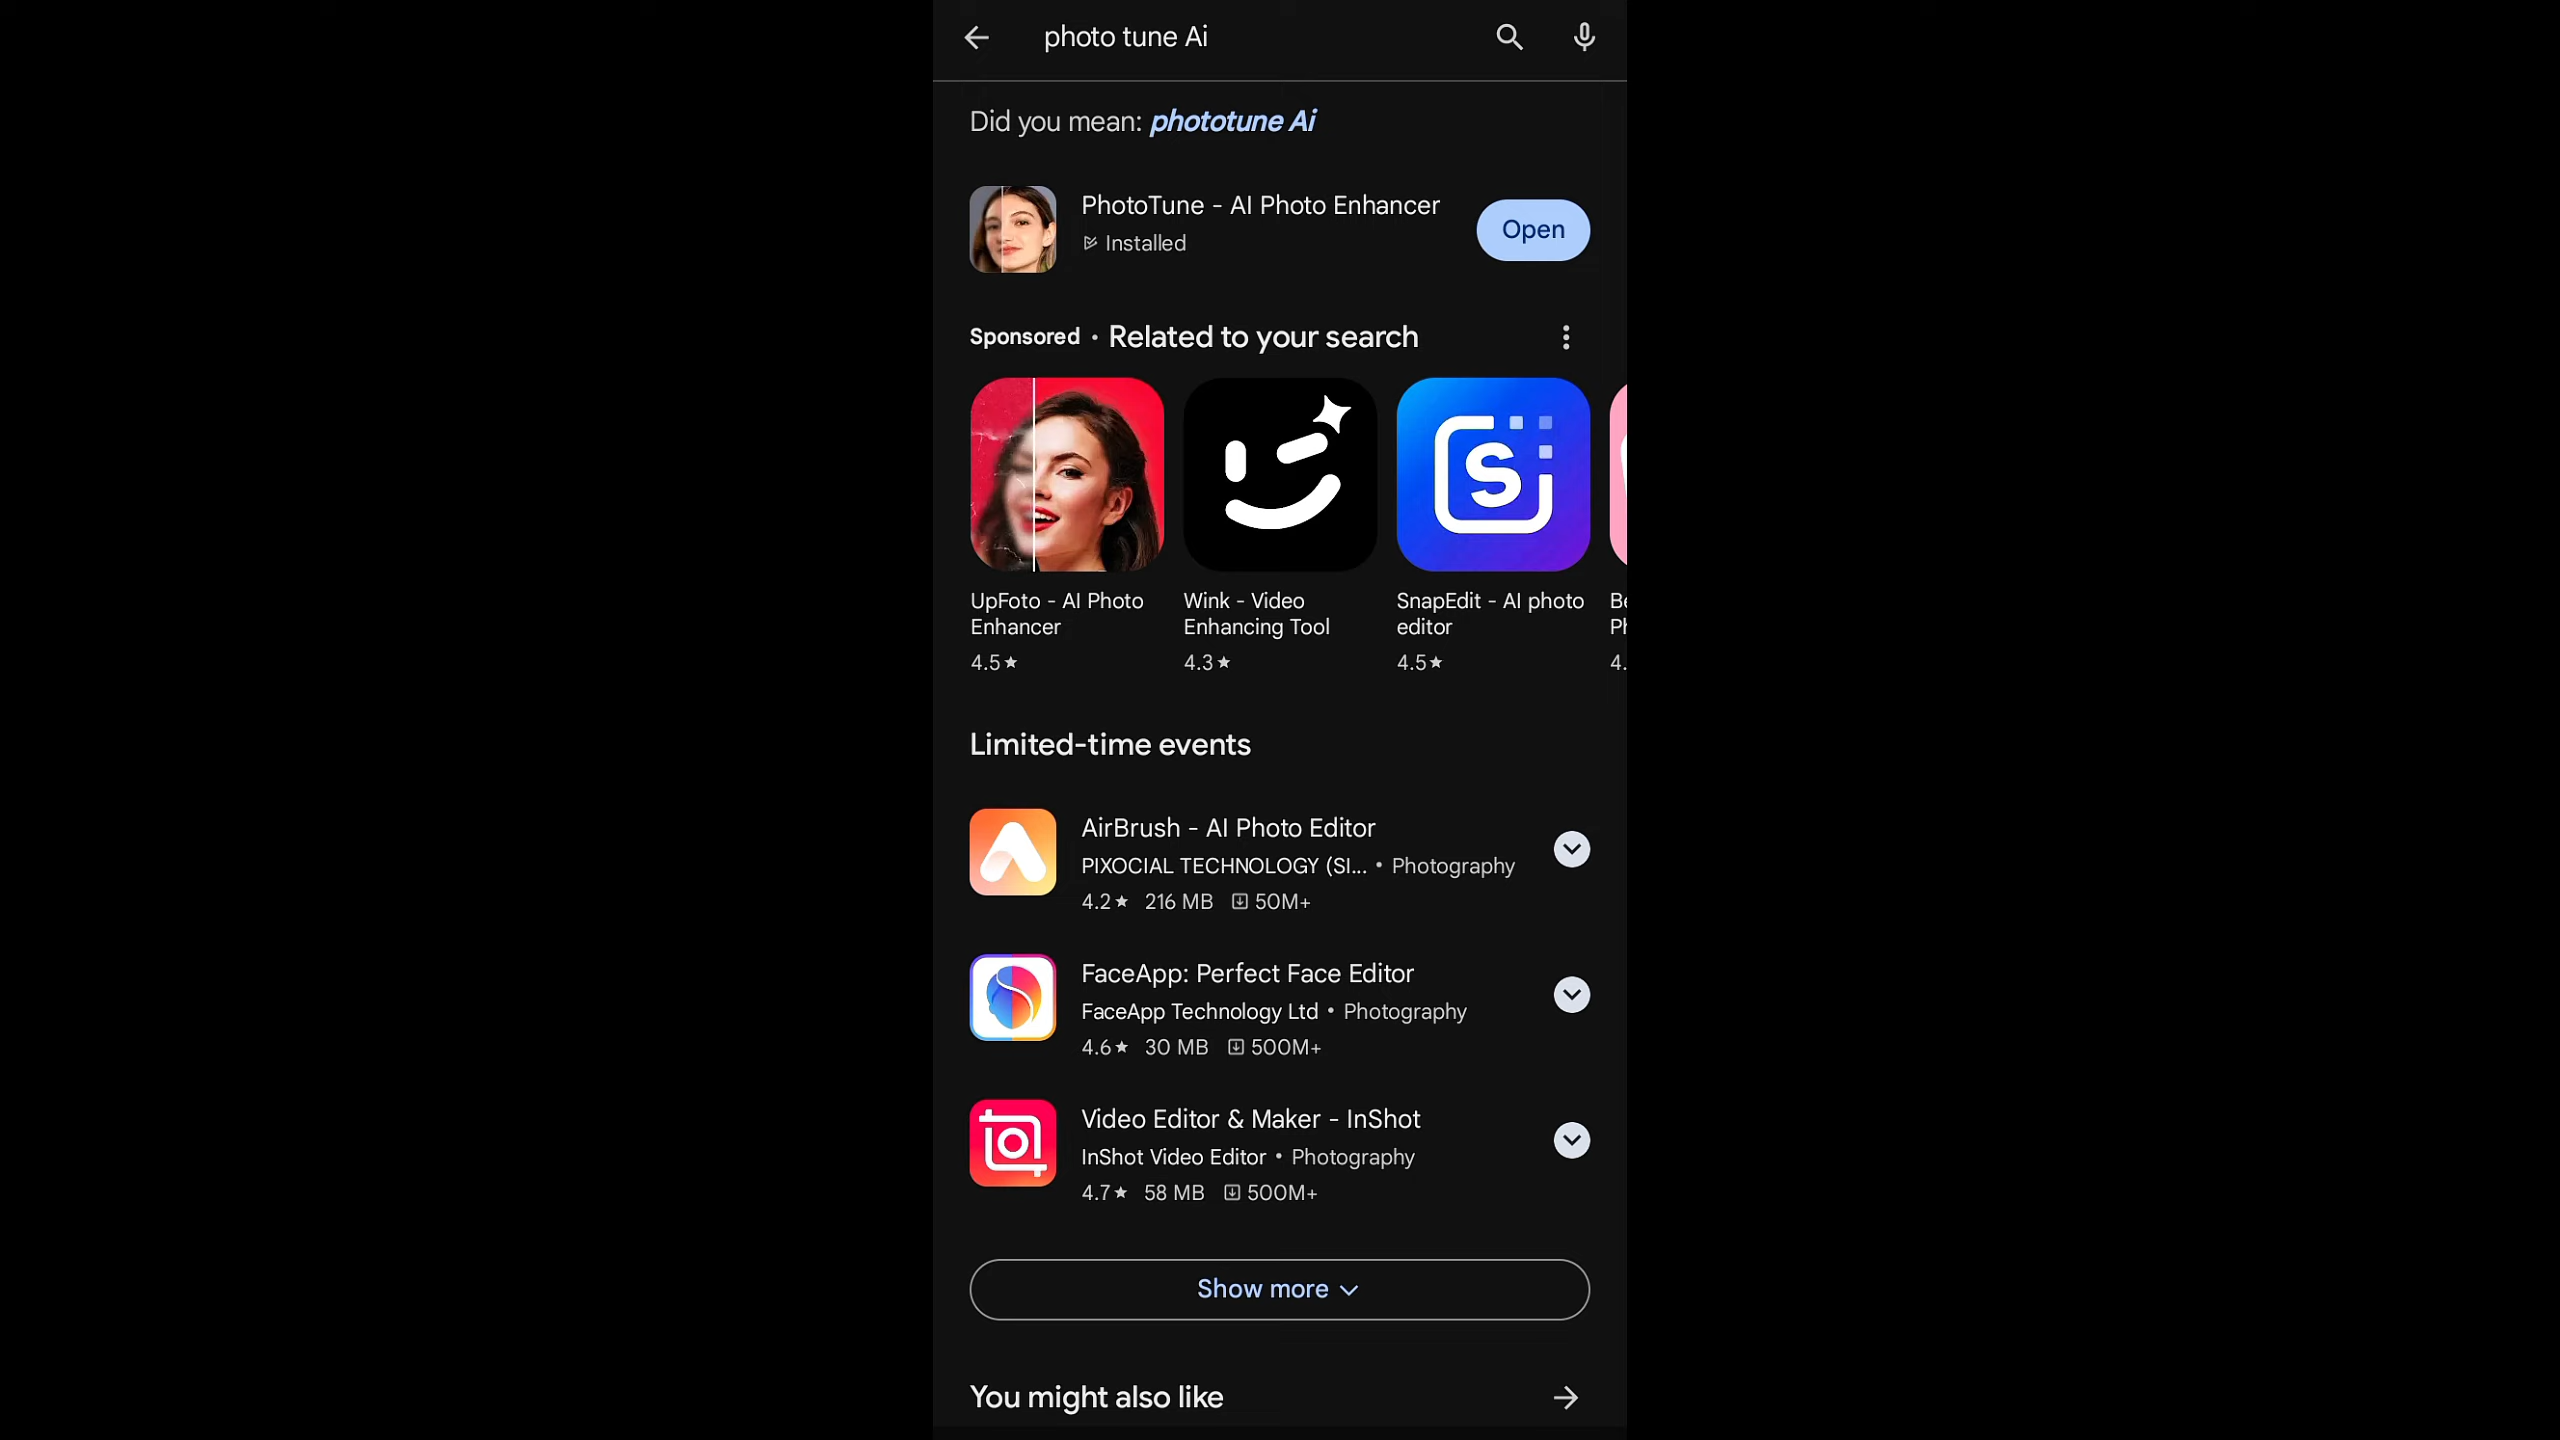 photo tune Ai
Did you mean: phototune Ai
PhotoTune - AI Photo Enhancer
Installed
Open
Sponsored • Related to your search
S
UpFoto - AI Photo Enhancer
4.5★
Wink - Video Enhancing Tool
4.3★
SnapEdit - AI photo editor
4.5★
4.
Limited-time events
AirBrush - AI Photo Editor
PIXOCIAL TECHNOLOGY (SI... • Photography
4.2★ 216 MB 50M+
FaceApp: Perfect Face Editor
FaceApp Technology Ltd • Photography
4.6★ 30 MB 500M+
Video Editor & Maker - InShot
InShot Video Editor • Photography
4.7★ 58 MB 500M+
Show more
You might also like